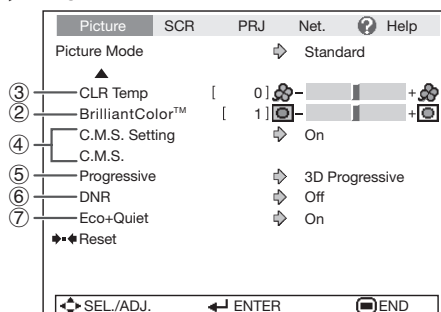 Picture SCR PRJ Net. ? Help
Picture Mode Standard
③ CLR Temp [ 0 ] − +
② BrilliantColor™ [ 1 ] − +
④ C.M.S. Setting On
C.M.S.
⑤ Progressive 3D Progressive
⑥ DNR Off
⑦ Eco+Quiet On
Reset
SEL./ADJ. ENTER END